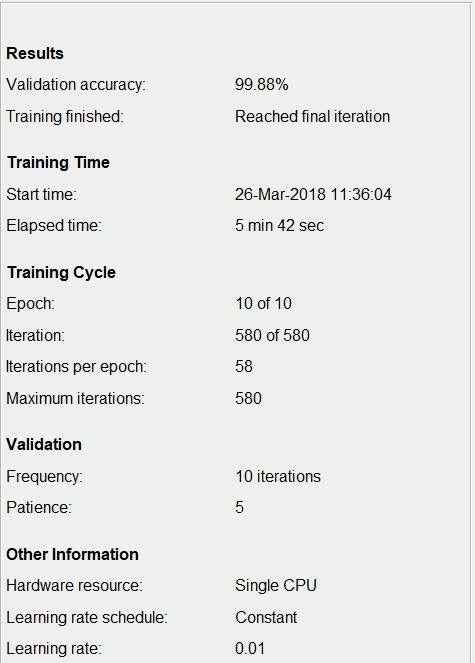 Results
Validation accuracy: 99.88%
Training finished: Reached final iteration
Training Time
Start time: 26-Mar-2018 11:36:04
Elapsed time: 5 min 42 sec
Training Cycle
Epoch: 10 of 10
Iteration: 580 of 580
Iterations per epoch: 58
Maximum iterations: 580
Validation
Frequency: 10 iterations
Patience: 5
Other Information
Hardware resource: Single CPU
Learning rate schedule: Constant
Learning rate: 0.01